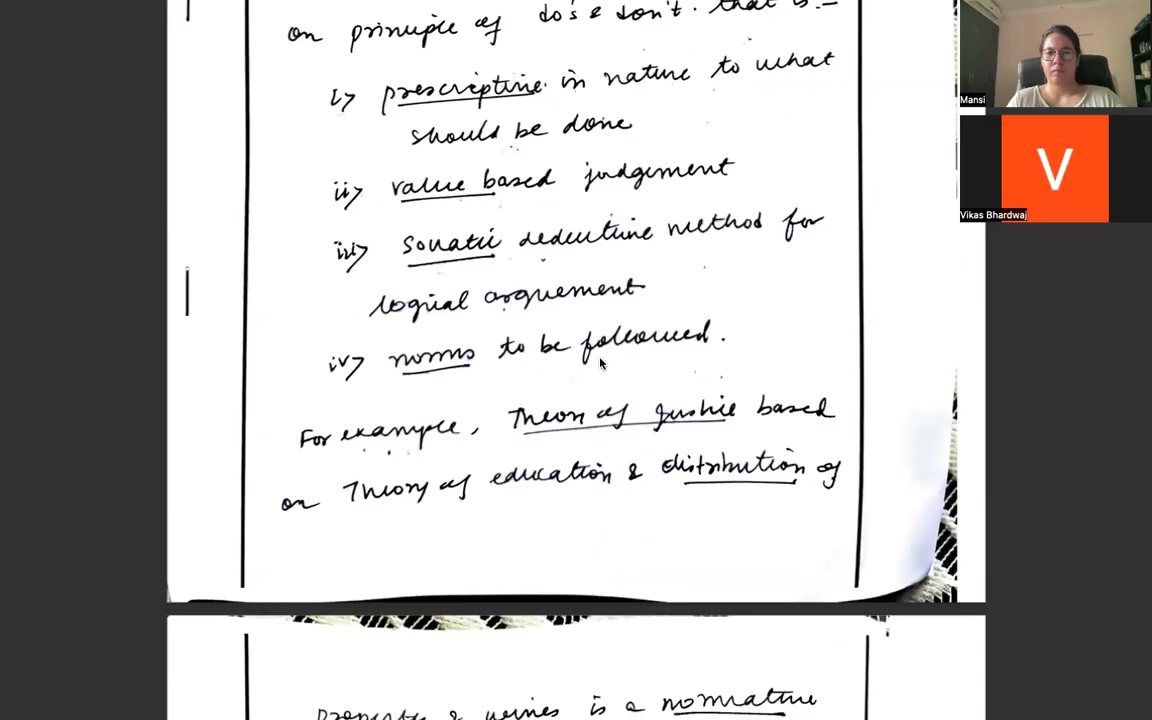 on principle of do's & don't. that is :-
i> prescriptive in nature to what
should be done
ii> value based judgement
iii> Socratic deductive method for
logical arguement
iv> norms to be followed.
For example, Theory of Justice based
on Theory of education & distribution of
is a normative
Mansi
V
Vikas Bhardwaj